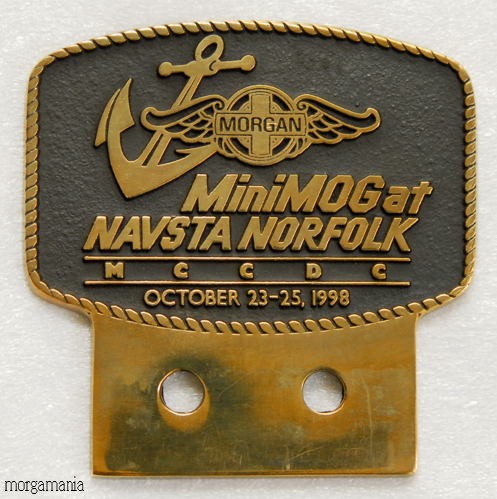 MORGAN
MiniMOG at
NAVSTA NORFOLK
M C C D C
OCTOBER 23-25, 1998
morgamania